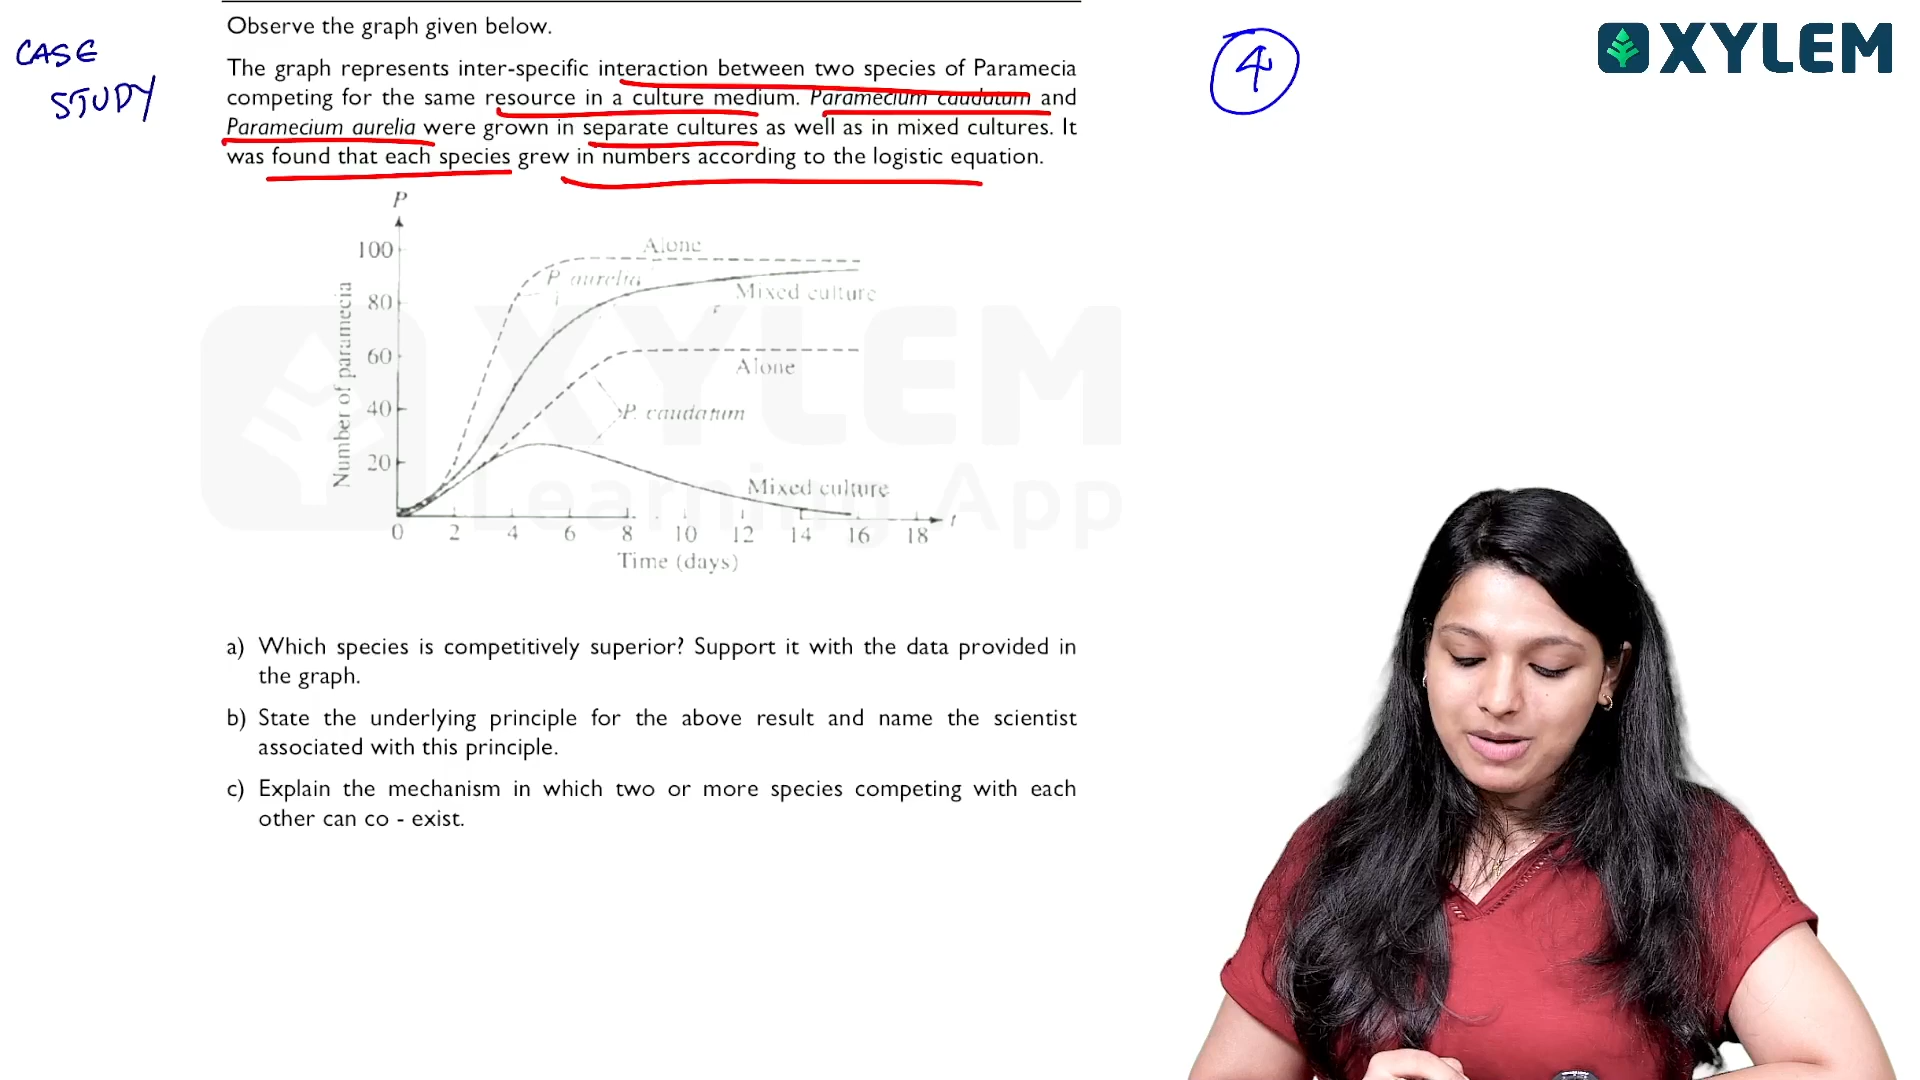 Observe the graph given below.
CASE
STUDY
4
XYLEM
The graph represents inter-specific interaction between two species of Paramecia
competing for the same resource in a culture medium. Paramecium caudatum and
Paramecium aurelia were grown in separate cultures as well as in mixed cultures. It
was found that each species grew in numbers according to the logistic equation.
P
100
80
60
40
20
Number of paramecia
Alone
P. aurelia
Mixed culture
Alone
P. caudatum
Mixed culture
t
0 2 4 6 8 10 12 14 16 18
Time (days)
XYLEM
Learning App
a) Which species is competitively superior? Support it with the data provided in
the graph.
b) State the underlying principle for the above result and name the scientist
associated with this principle.
c) Explain the mechanism in which two or more species competing with each
other can co - exist.